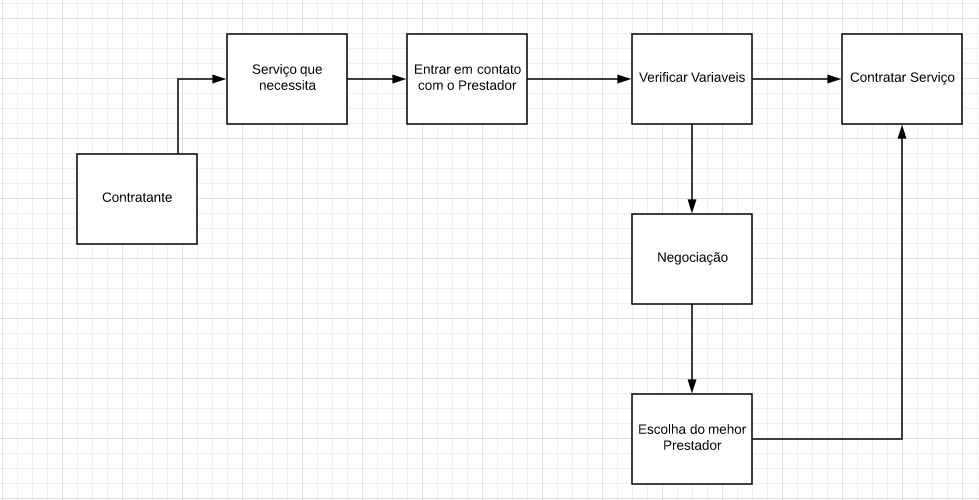 Serviço que
necessita
Entrar em contato
com o Prestador
Verificar Variaveis
Contratar Serviço
Contratante
Negociação
Escolha do mehor
Prestador